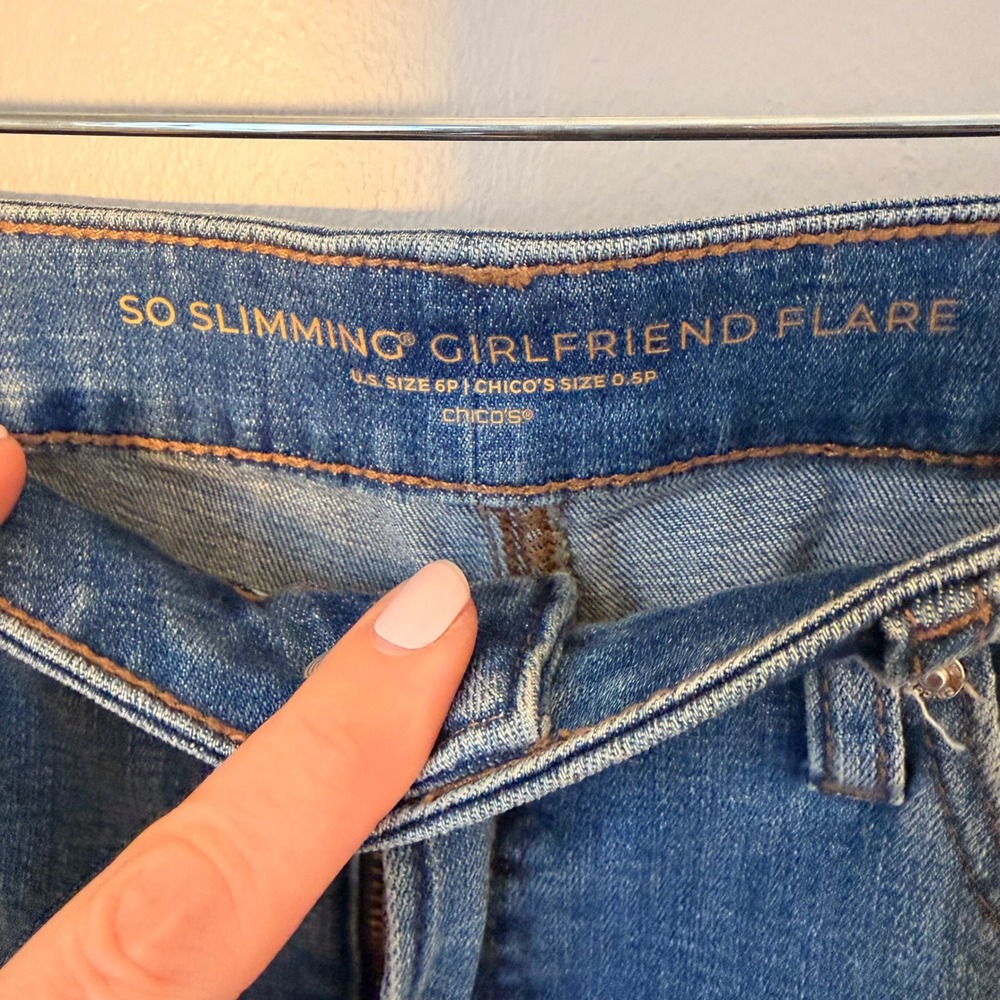 SO SLIMMING® GIRLFRIEND FLARE
U.S. SIZE 6P | CHICO'S SIZE 0.5P
chico's®